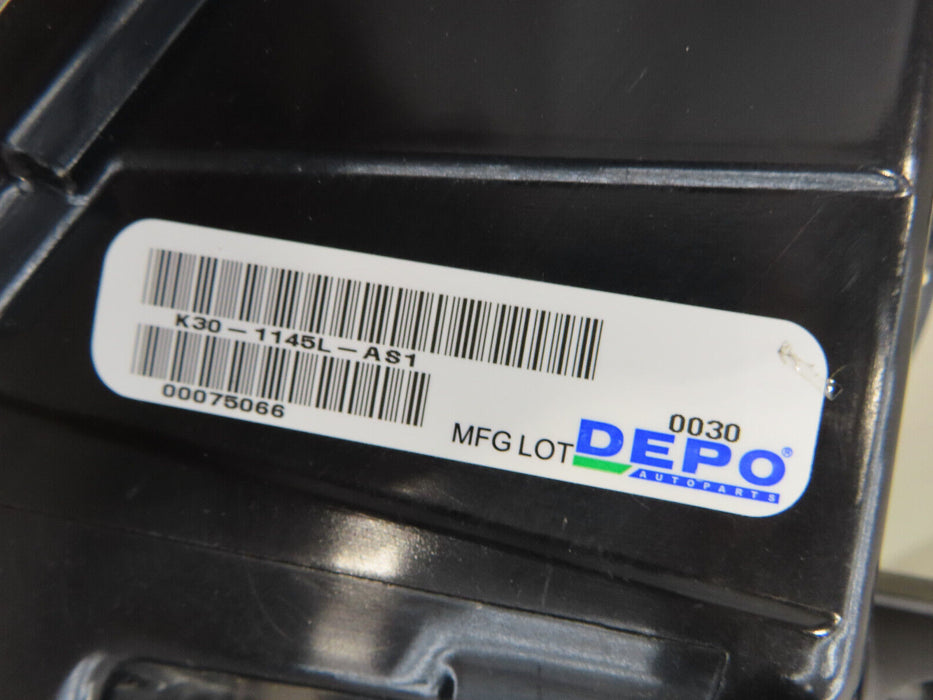 K30-1145L-AS1
00075066
0030
MFG LOT DEPO®
AUTOPARTS